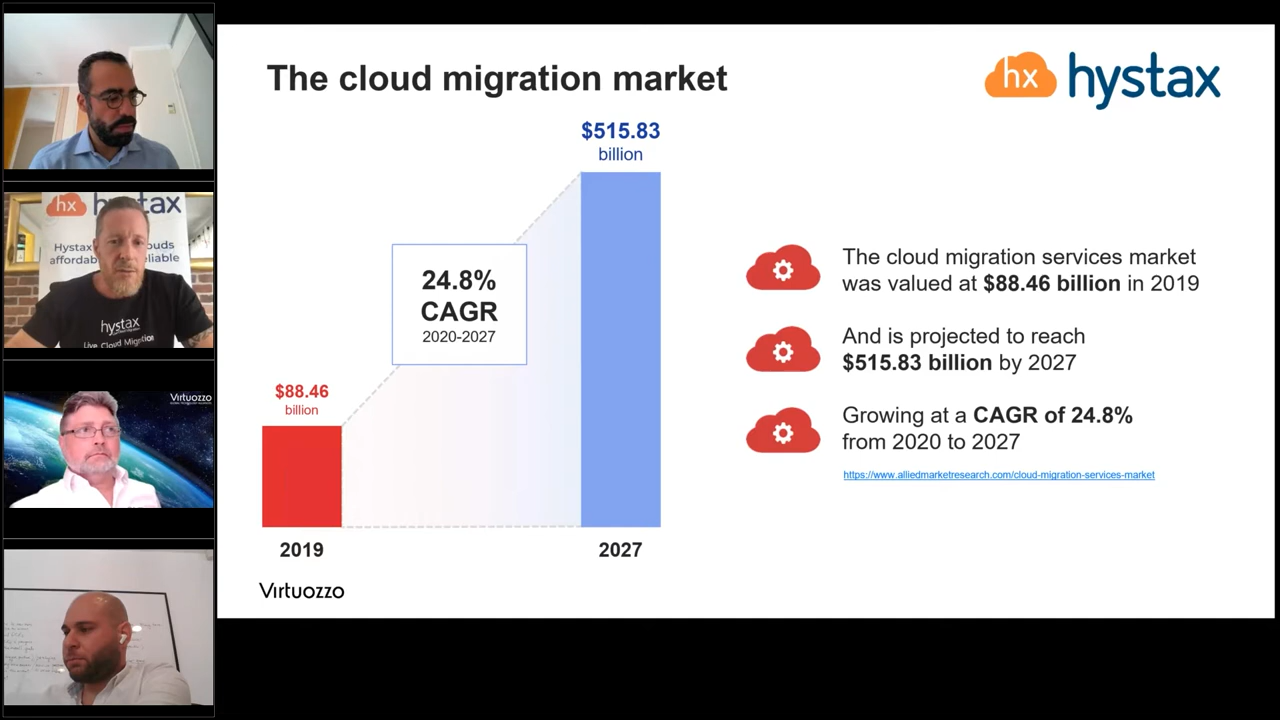 The cloud migration market
hx hystax
$515.83
billion
24.8%
CAGR
2020-2027
$88.46
billion
2019
2027
Virtuozzo
The cloud migration services market
was valued at $88.46 billion in 2019
And is projected to reach
$515.83 billion by 2027
Growing at a CAGR of 24.8%
from 2020 to 2027
https://www.alliedmarketresearch.com/cloud-migration-services-market
hx hystax
Hystax ouds
afforda liable
hystax
Live Cloud Migration
Virtuozzo